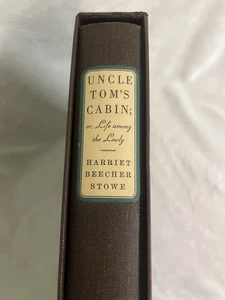 UNCLE
TOM'S
CABIN;
or, Life among
the Lowly
HARRIET
BEECHER
STOWE